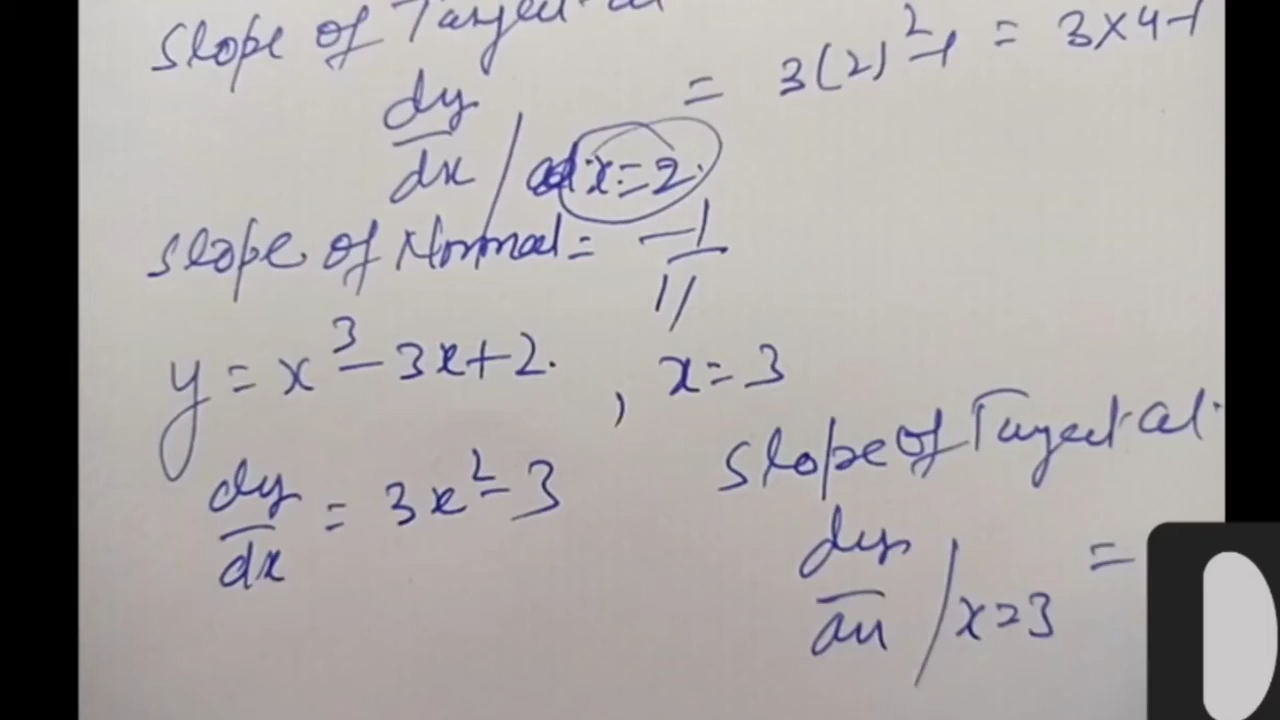 Slope of Tangent at
dy/dx / at x=2. = 3(2)²-1 = 3×4-1
Slope of Normal = -1/11
y = x³-3x+2. , x=3
dy/dx = 3x²-3
Slope of Tangent at.
dy/dx / x=3 =